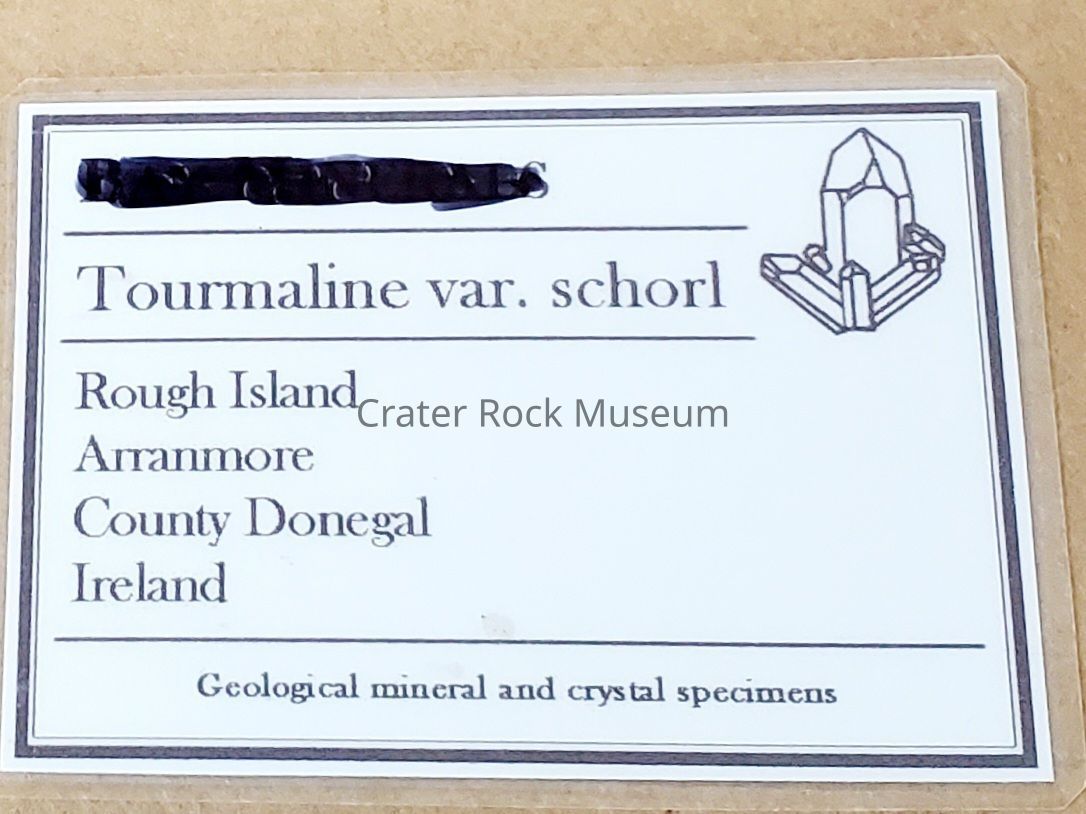 Tourmaline var. schorl
Rough Island
Crater Rock Museum
Arranmore
County Donegal
Ireland
Geological mineral and crystal specimens